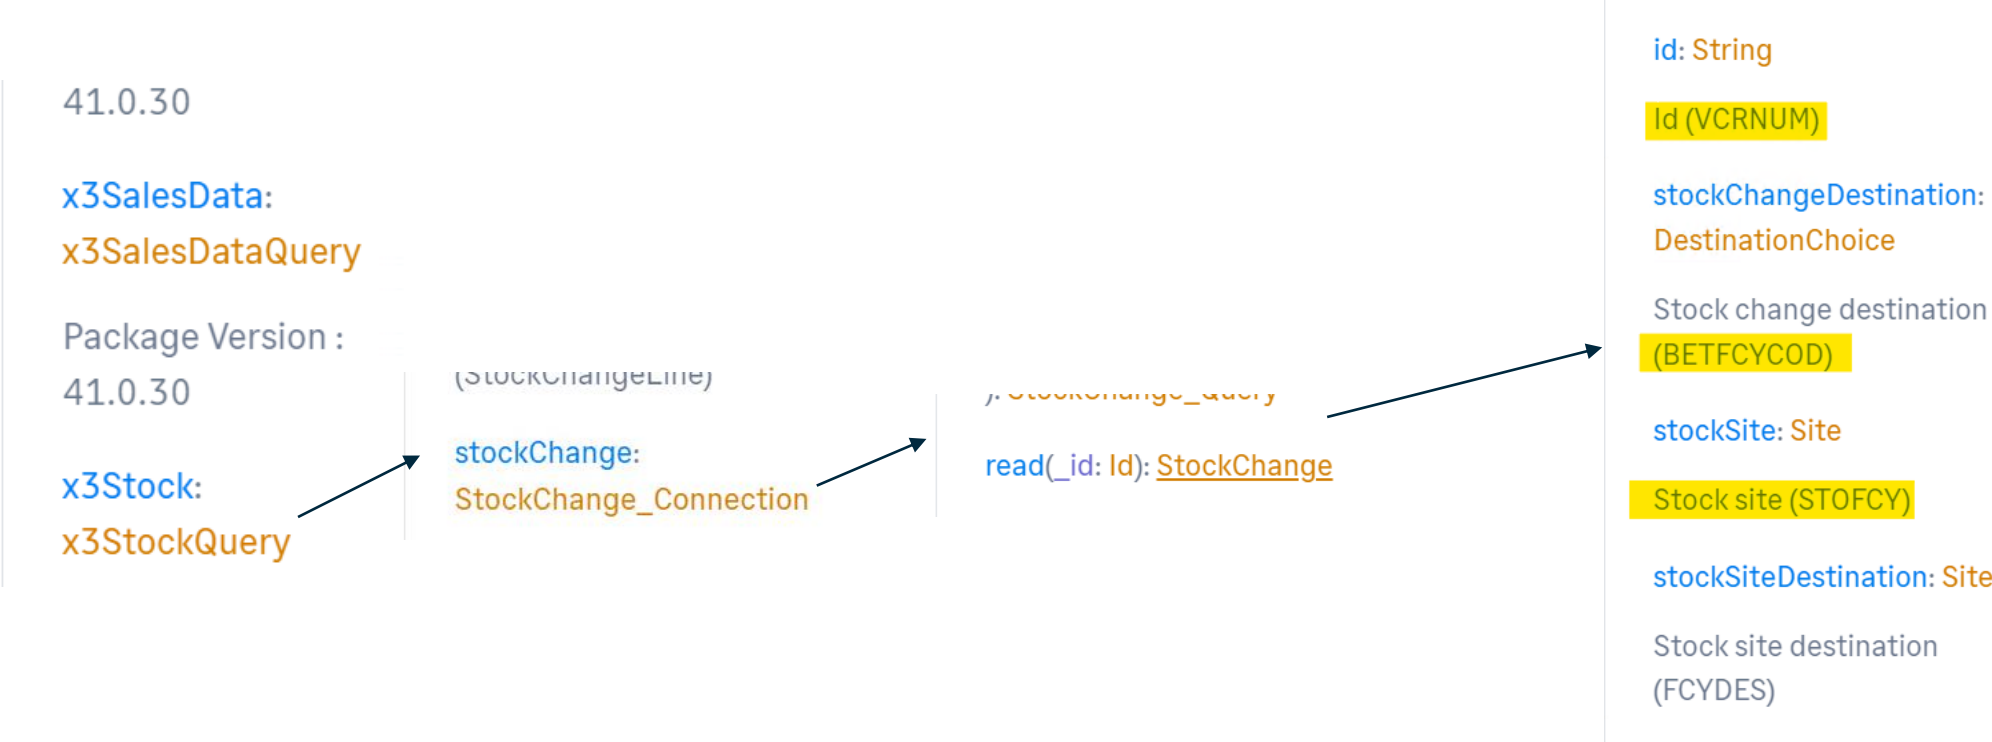 41.0.30
x3SalesData:
x3SalesDataQuery
Package Version :
41.0.30
x3Stock:
x3StockQuery
(StockChangeLine)
stockChange:
StockChange_Connection
): StockChange_Query
read(_id: Id): StockChange
id: String
Id (VCRNUM)
stockChangeDestination:
DestinationChoice
Stock change destination
(BETFCYCOD)
stockSite: Site
Stock site (STOFCY)
stockSiteDestination: Site
Stock site destination
(FCYDES)